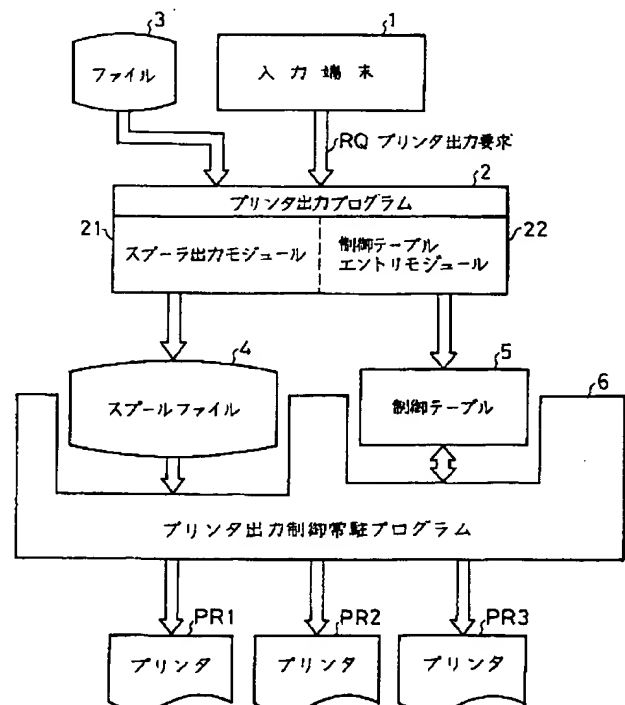 3
1
ファイル
入力端末
RQ プリンタ出力要求
2
プリンタ出力プログラム
21
22
スプーラ出力モジュール
制御テーブル
エントリモジュール
4
5
6
スプールファイル
制御テーブル
プリンタ出力制御常駐プログラム
PR1
PR2
PR3
プリンタ
プリンタ
プリンタ